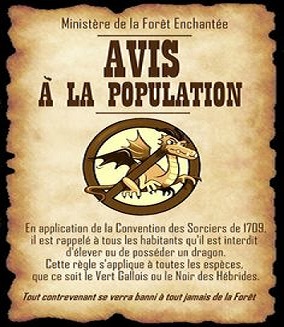 Ministère de la Forêt Enchantée
AVIS
À LA POPULATION
En application de la Convention des Sorciers de 1709,
il est rappelé à tous les habitants qu'il est interdit
d'élever ou de posséder un dragon.
Cette règle s'applique à toutes les espèces,
que ce soit le Vert Gallois ou le Noir des Hébrides.
Tout contrevenant se verra banni à tout jamais de la Forêt